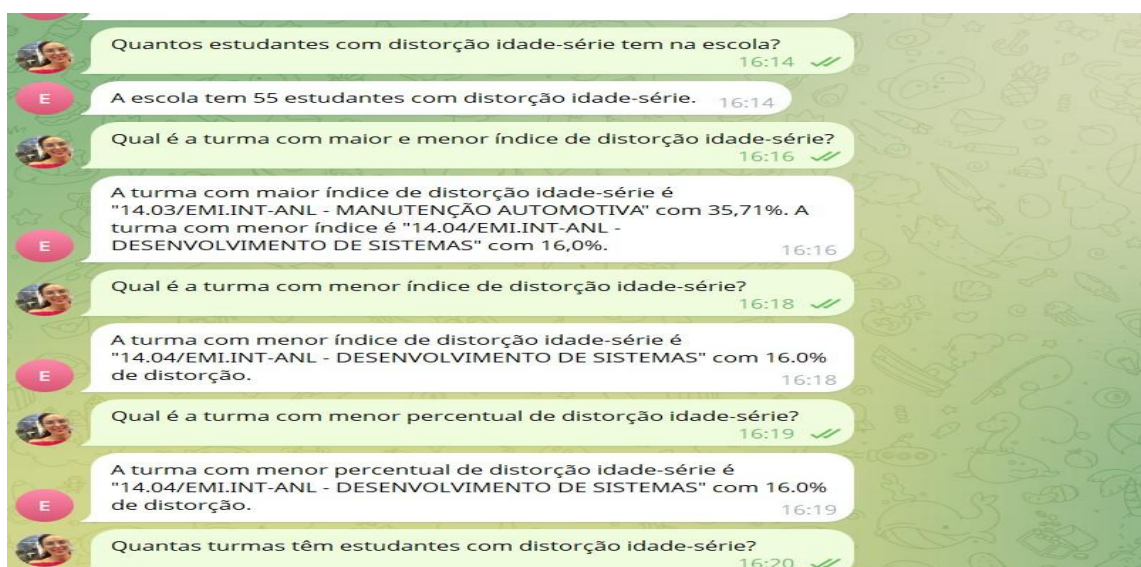 Quantos estudantes com distorção idade-série tem na escola?
16:14
E
A escola tem 55 estudantes com distorção idade-série. 16:14
Qual é a turma com maior e menor índice de distorção idade-série?
16:16
A turma com maior índice de distorção idade-série é
"14.03/EMI.INT-ANL - MANUTENÇÃO AUTOMOTIVA" com 35,71%. A
turma com menor índice é "14.04/EMI.INT-ANL -
DESENVOLVIMENTO DE SISTEMAS" com 16,0%.
E
16:16
Qual é a turma com menor índice de distorção idade-série?
16:18
A turma com menor índice de distorção idade-série é
"14.04/EMI.INT-ANL - DESENVOLVIMENTO DE SISTEMAS" com 16.0%
de distorção.
E
16:18
Qual é a turma com menor percentual de distorção idade-série?
16:19
A turma com menor percentual de distorção idade-série é
"14.04/EMI.INT-ANL - DESENVOLVIMENTO DE SISTEMAS" com 16.0%
de distorção.
E
16:19
Quantas turmas têm estudantes com distorção idade-série?
16:20